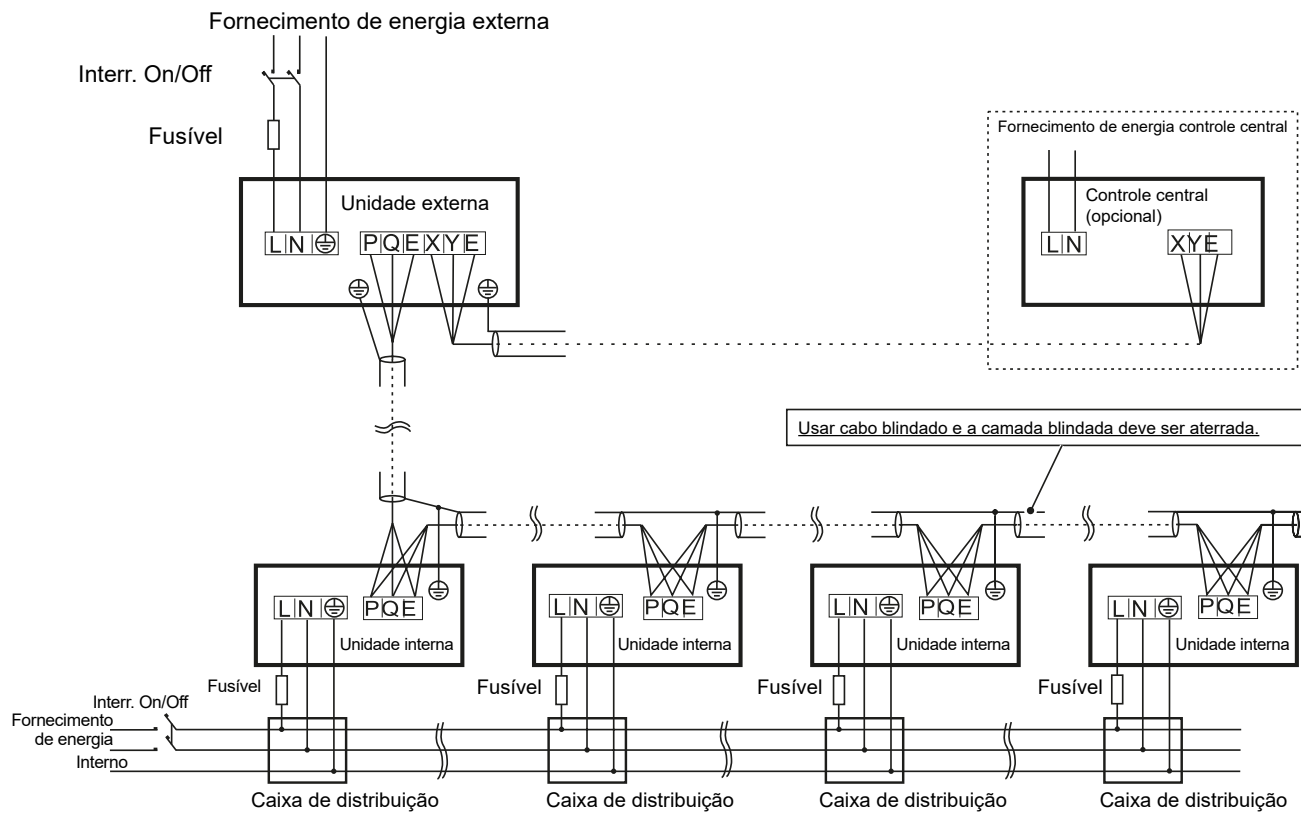 Fornecimento de energia externa
Interr. On/Off
Fusível
Unidade externa
L N
P Q E X Y E
Fornecimento de energia controle central
Controle central
(opcional)
L N
X Y E
Usar cabo blindado e a camada blindada deve ser aterrada.
L N
P Q E
Unidade interna
L N
P Q E
Unidade interna
L N
P Q E
Unidade interna
L N
P Q E
Unidade interna
Fusível
Fusível
Fusível
Fusível
Interr. On/Off
Fornecimento
de energia
Interno
Caixa de distribuição
Caixa de distribuição
Caixa de distribuição
Caixa de distribuição